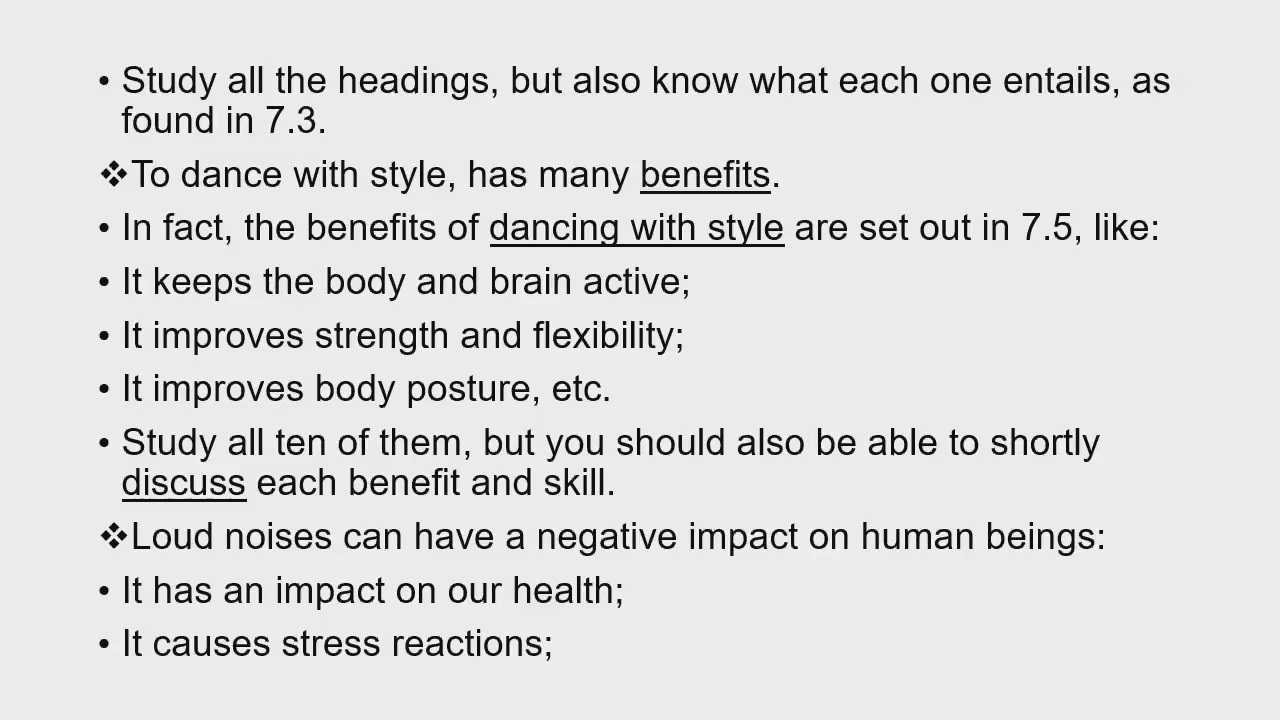 • Study all the headings, but also know what each one entails, as
found in 7.3.
❖To dance with style, has many benefits.
• In fact, the benefits of dancing with style are set out in 7.5, like:
• It keeps the body and brain active;
• It improves strength and flexibility;
• It improves body posture, etc.
• Study all ten of them, but you should also be able to shortly
discuss each benefit and skill.
❖Loud noises can have a negative impact on human beings:
• It has an impact on our health;
• It causes stress reactions;